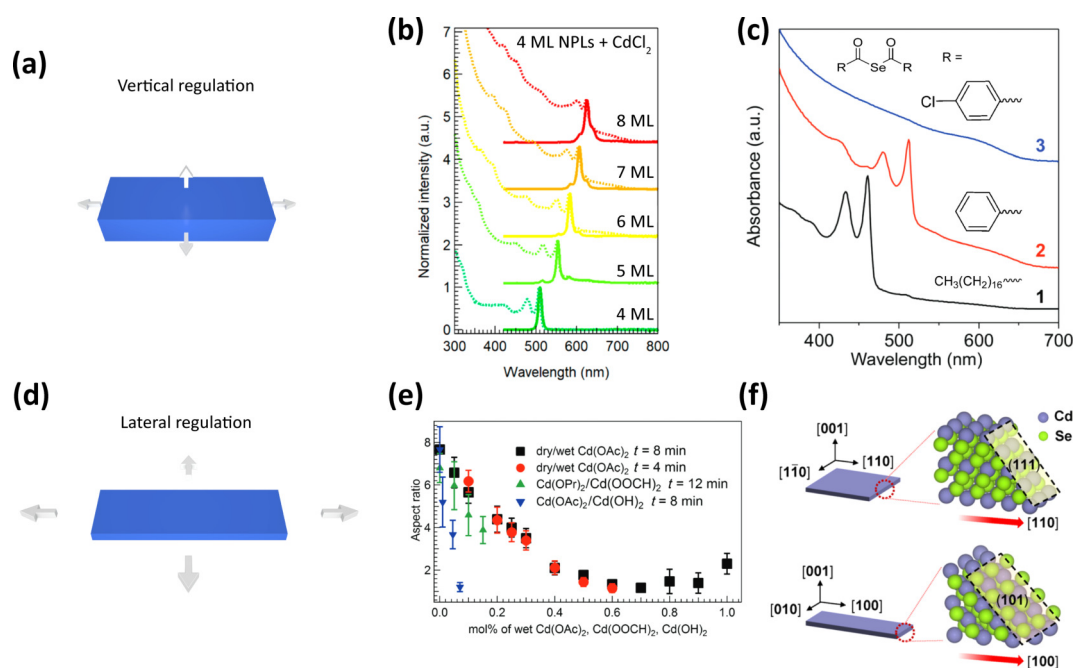 (a)
Vertical regulation
(b)
4 ML NPLs + CdCl2
Normalized intensity (a.u.)
7
6
5
4
3
2
1
0
8 ML
7 ML
6 ML
5 ML
4 ML
300 400 500 600 700 800
Wavelength (nm)
(c)
O O
R Se R
R =
Cl
3
2
CH3(CH2)16
1
Absorbance (a.u.)
400 500 600 700
Wavelength (nm)
(d)
Lateral regulation
(e)
Aspect ratio
8
6
4
2
dry/wet Cd(OAc)2 t = 8 min
dry/wet Cd(OAc)2 t = 4 min
Cd(OPr)2/Cd(OOCH)2 t = 12 min
Cd(OAc)2/Cd(OH)2 t = 8 min
0.0 0.2 0.4 0.6 0.8 1.0
mol% of wet Cd(OAc)2, Cd(OOCH)2, Cd(OH)2
(f)
Cd
Se
[001]
[11̄0] [110]
(111)
[110]
[001]
[010] [100]
(101)
[100]